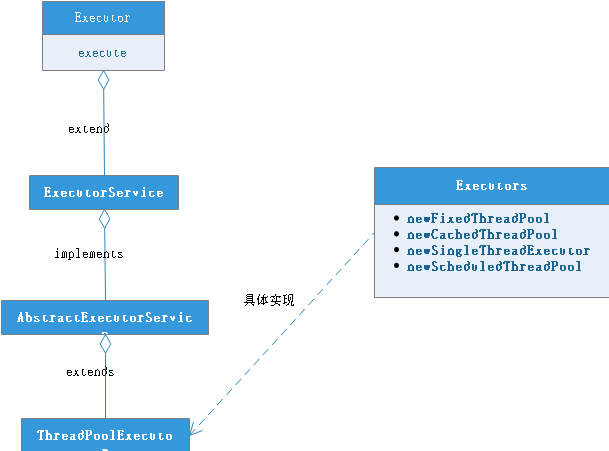 Executor
execute
extend
ExecutorService
implements
AbstractExecutorServic
extends
ThreadPoolExecuto
具体实现
Executors
newFixedThreadPool
newCachedThreadPool
newSingleThreadExecutor
newScheduledThreadPool